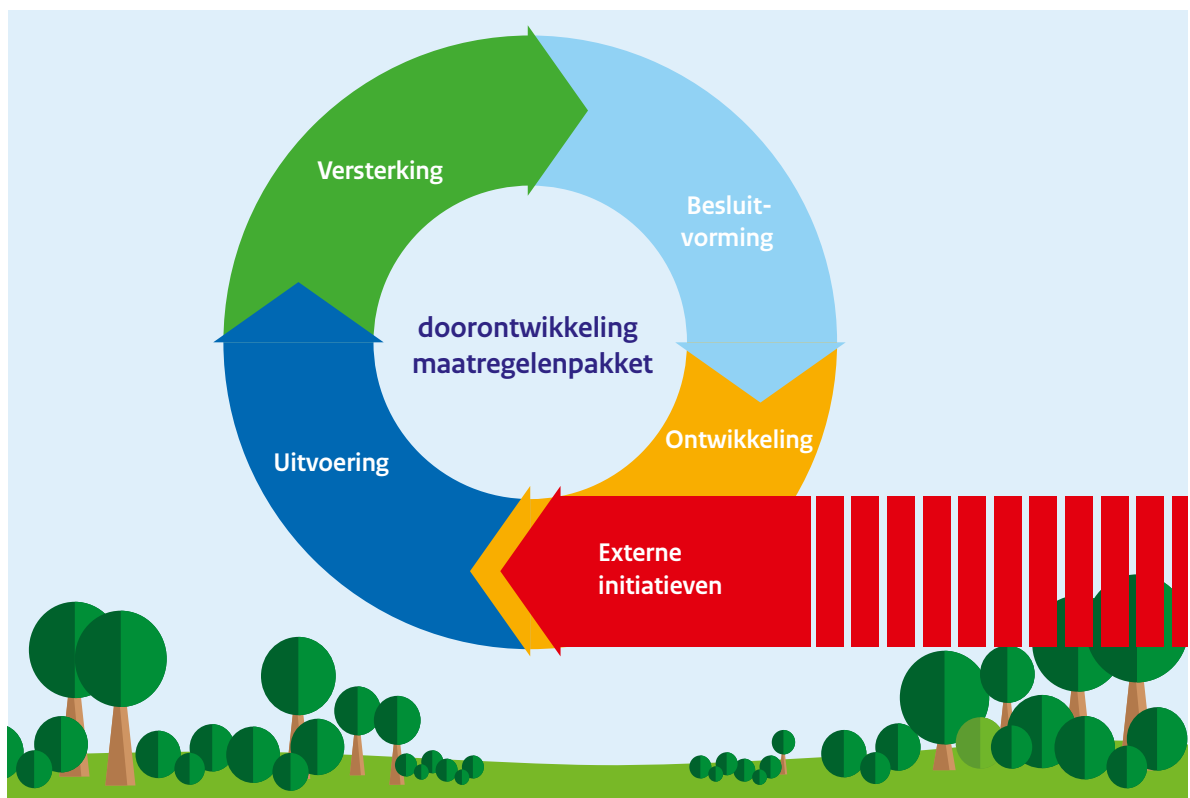 Versterking
Besluit-
vorming
doorontwikkeling
maatregelenpakket
Ontwikkeling
Uitvoering
Externe
initiatieven